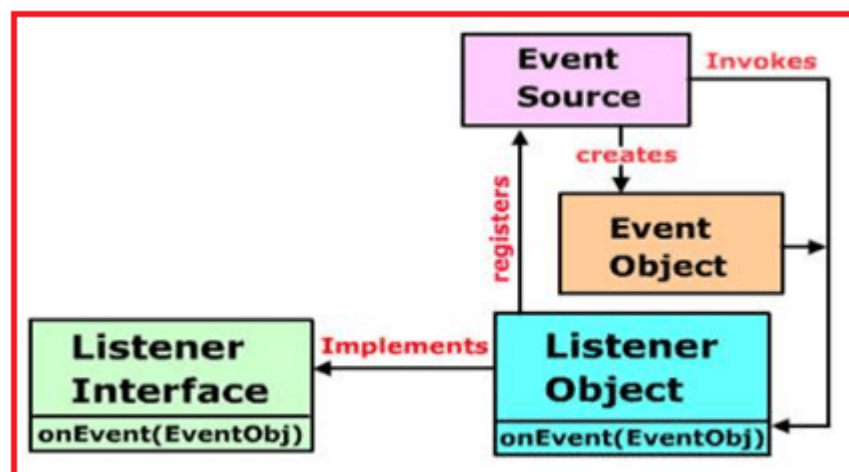 Event
Source
Invokes
creates
registers
Event
Object
Listener
Interface
onEvent(EventObj)
Implements
Listener
Object
onEvent(EventObj)